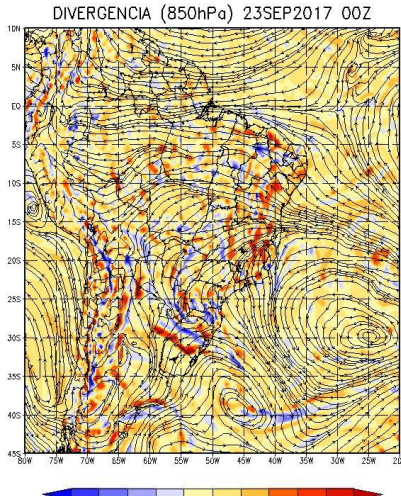 DIVERGENCIA (850hPa) 23SEP2017 00Z
10N
5N
EQ
5S
10S
15S
20S
25S
30S
35S
40S
45S
80W 75W 70W 65W 60W 55W 50W 45W 40W 35W 30W 25W 20